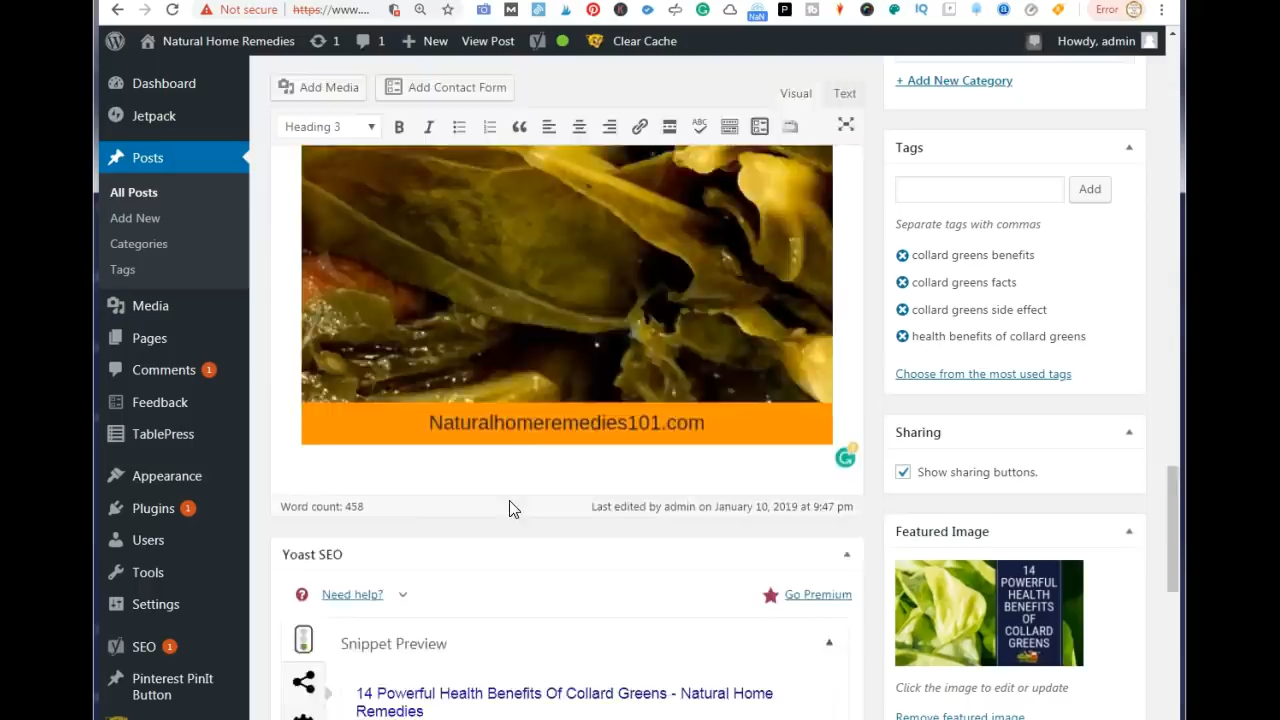 Not secure
https://www....
NaN
IQ
Error
Natural Home Remedies
1
1
New
View Post
Clear Cache
Howdy, admin
Dashboard
Jetpack
Posts
All Posts
Add New
Categories
Tags
Media
Pages
Comments 1
Feedback
TablePress
Appearance
Plugins 1
Users
Tools
Settings
SEO 1
Pinterest PinIt
Button
Add Media
Add Contact Form
Visual
Text
Heading 3
ABC
Naturalhomeremedies101.com
Word count: 458
Last edited by admin on January 10, 2019 at 9:47 pm
Yoast SEO
Need help?
Go Premium
Snippet Preview
14 Powerful Health Benefits Of Collard Greens - Natural Home
Remedies
+ Add New Category
Tags
Add
Separate tags with commas
collard greens benefits
collard greens facts
collard greens side effect
health benefits of collard greens
Choose from the most used tags
Sharing
Show sharing buttons.
Featured Image
14
POWERFUL
HEALTH
BENEFITS
OF
COLLARD
GREENS
Click the image to edit or update
Remove featured image